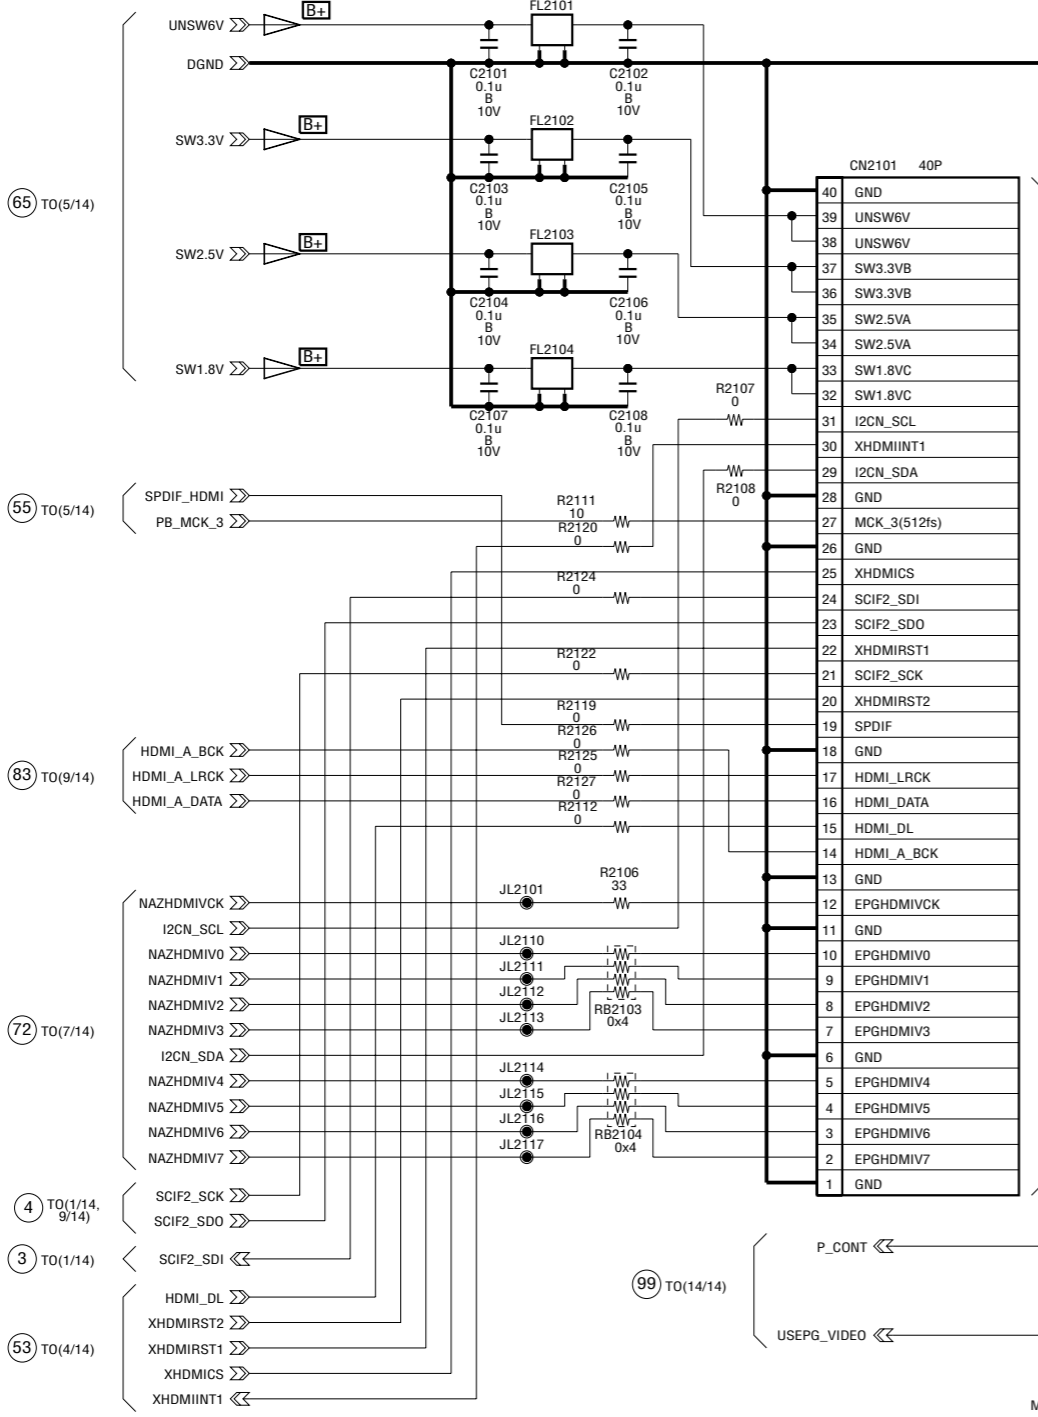 UNSW6V
B+
FL2101
DGND
C2101
0.1u
B
10V
C2102
0.1u
B
10V
SW3.3V
B+
FL2102
C2103
0.1u
B
10V
C2105
0.1u
B
10V
65 TO(5/14)
SW2.5V
B+
FL2103
C2104
0.1u
B
10V
C2106
0.1u
B
10V
SW1.8V
B+
FL2104
C2107
0.1u
B
10V
C2108
0.1u
B
10V
CN2101 40P
40 GND
39 UNSW6V
38 UNSW6V
37 SW3.3VB
36 SW3.3VB
35 SW2.5VA
34 SW2.5VA
33 SW1.8VC
32 SW1.8VC
31 I2CN_SCL
30 XHDMIINT1
29 I2CN_SDA
28 GND
27 MCK_3(512fs)
26 GND
25 XHDMICS
24 SCIF2_SDI
23 SCIF2_SDO
22 XHDMIRST1
21 SCIF2_SCK
20 XHDMIRST2
19 SPDIF
18 GND
17 HDMI_LRCK
16 HDMI_DATA
15 HDMI_DL
14 HDMI_A_BCK
13 GND
12 EPGHDMIVCK
11 GND
10 EPGHDMIV0
9 EPGHDMIV1
8 EPGHDMIV2
7 EPGHDMIV3
6 GND
5 EPGHDMIV4
4 EPGHDMIV5
3 EPGHDMIV6
2 EPGHDMIV7
1 GND
R2107
0
R2108
0
55 TO(5/14)
SPDIF_HDMI
PB_MCK_3
R2111
10
R2120
0
R2124
0
R2122
0
R2119
0
R2126
0
R2125
0
R2127
0
R2112
0
83 TO(9/14)
HDMI_A_BCK
HDMI_A_LRCK
HDMI_A_DATA
R2106
33
72 TO(7/14)
NAZHDMIVCK
JL2101
I2CN_SCL
NAZHDMIV0
JL2110
NAZHDMIV1
JL2111
NAZHDMIV2
JL2112
NAZHDMIV3
JL2113
RB2103
0x4
I2CN_SDA
NAZHDMIV4
JL2114
NAZHDMIV5
JL2115
NAZHDMIV6
JL2116
NAZHDMIV7
JL2117
RB2104
0x4
4 TO(1/14,
9/14)
SCIF2_SCK
SCIF2_SDO
3 TO(1/14)
SCIF2_SDI
53 TO(4/14)
HDMI_DL
XHDMIRST2
XHDMIRST1
XHDMICS
XHDMIINT1
99 TO(14/14)
P_CONT
USEPG_VIDEO
M